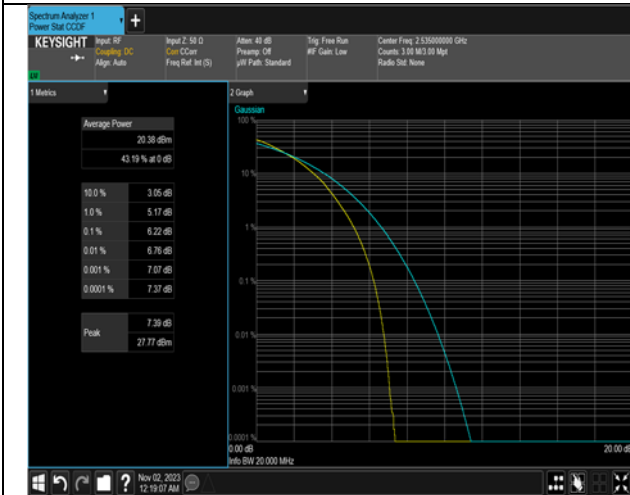 Spectrum Analyzer 1
Power Stat CCDF
KEYSIGHT
Input: RF
Coupling: DC
Align: Auto
Input Z: 50 Ω
Corr CCorr
Freq Ref: Int (S)
Atten: 40 dB
Preamp: Off
µW Path: Standard
Trig: Free Run
#IF Gain: Low
Center Freq: 2.535000000 GHz
Counts: 3.00 M/3.00 Mpt
Radio Std: None
1 Metrics
2 Graph
Average Power
20.38 dBm
43.19 % at 0 dB
10.0 % 3.05 dB
1.0 % 5.17 dB
0.1 % 6.22 dB
0.01 % 6.76 dB
0.001 % 7.07 dB
0.0001 % 7.37 dB
Peak
7.39 dB
27.77 dBm
Gaussian
100 %
10 %
1 %
0.1 %
0.01 %
0.001 %
0.0001 %
0.00 dB
20.00 dB
Info BW 20.000 MHz
Nov 02, 2023
12:19:07 AM